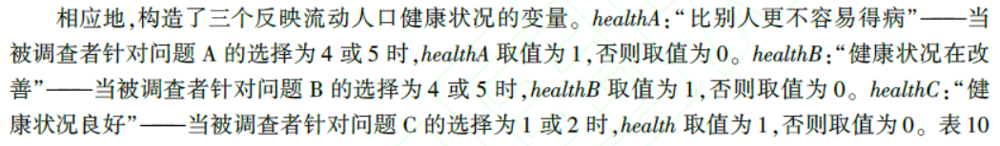 相应地,构造了三个反映流动人口健康状况的变量。healthA:“比别人更不容易得病”——当
被调查者针对问题 A 的选择为 4 或 5 时,healthA 取值为 1,否则取值为 0。healthB:“健康状况在改
善”——当被调查者针对问题 B 的选择为 4 或 5 时,healthB 取值为 1,否则取值为 0。healthC:“健
康状况良好”——当被调查者针对问题 C 的选择为 1 或 2 时,health 取值为 1,否则取值为 0。表 10